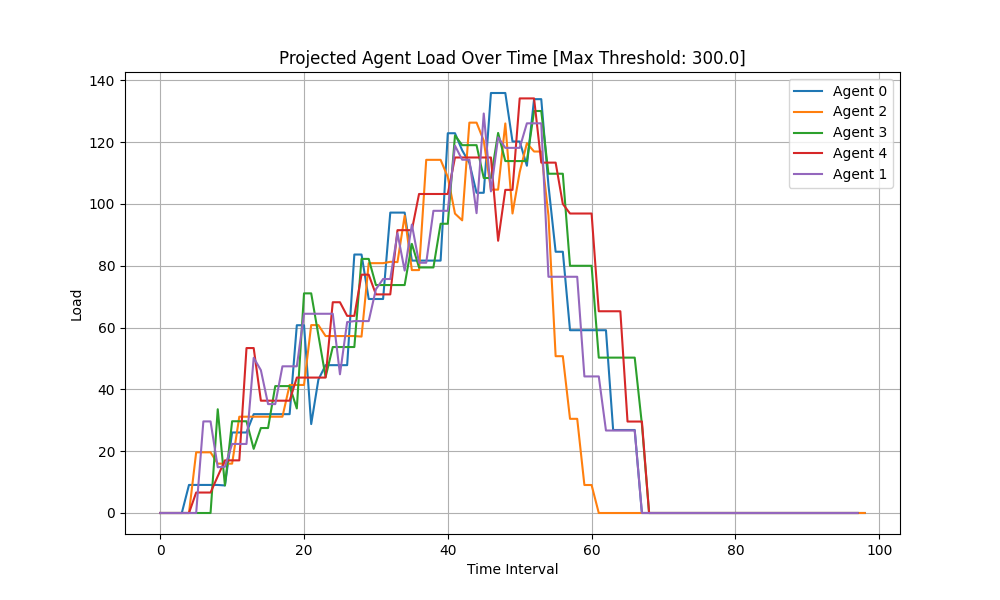 Projected Agent Load Over Time [Max Threshold: 300.0]
140
120
100
80
60
40
20
0
Load
Agent 0
Agent 2
Agent 3
Agent 4
Agent 1
0 20 40 60 80 100
Time Interval